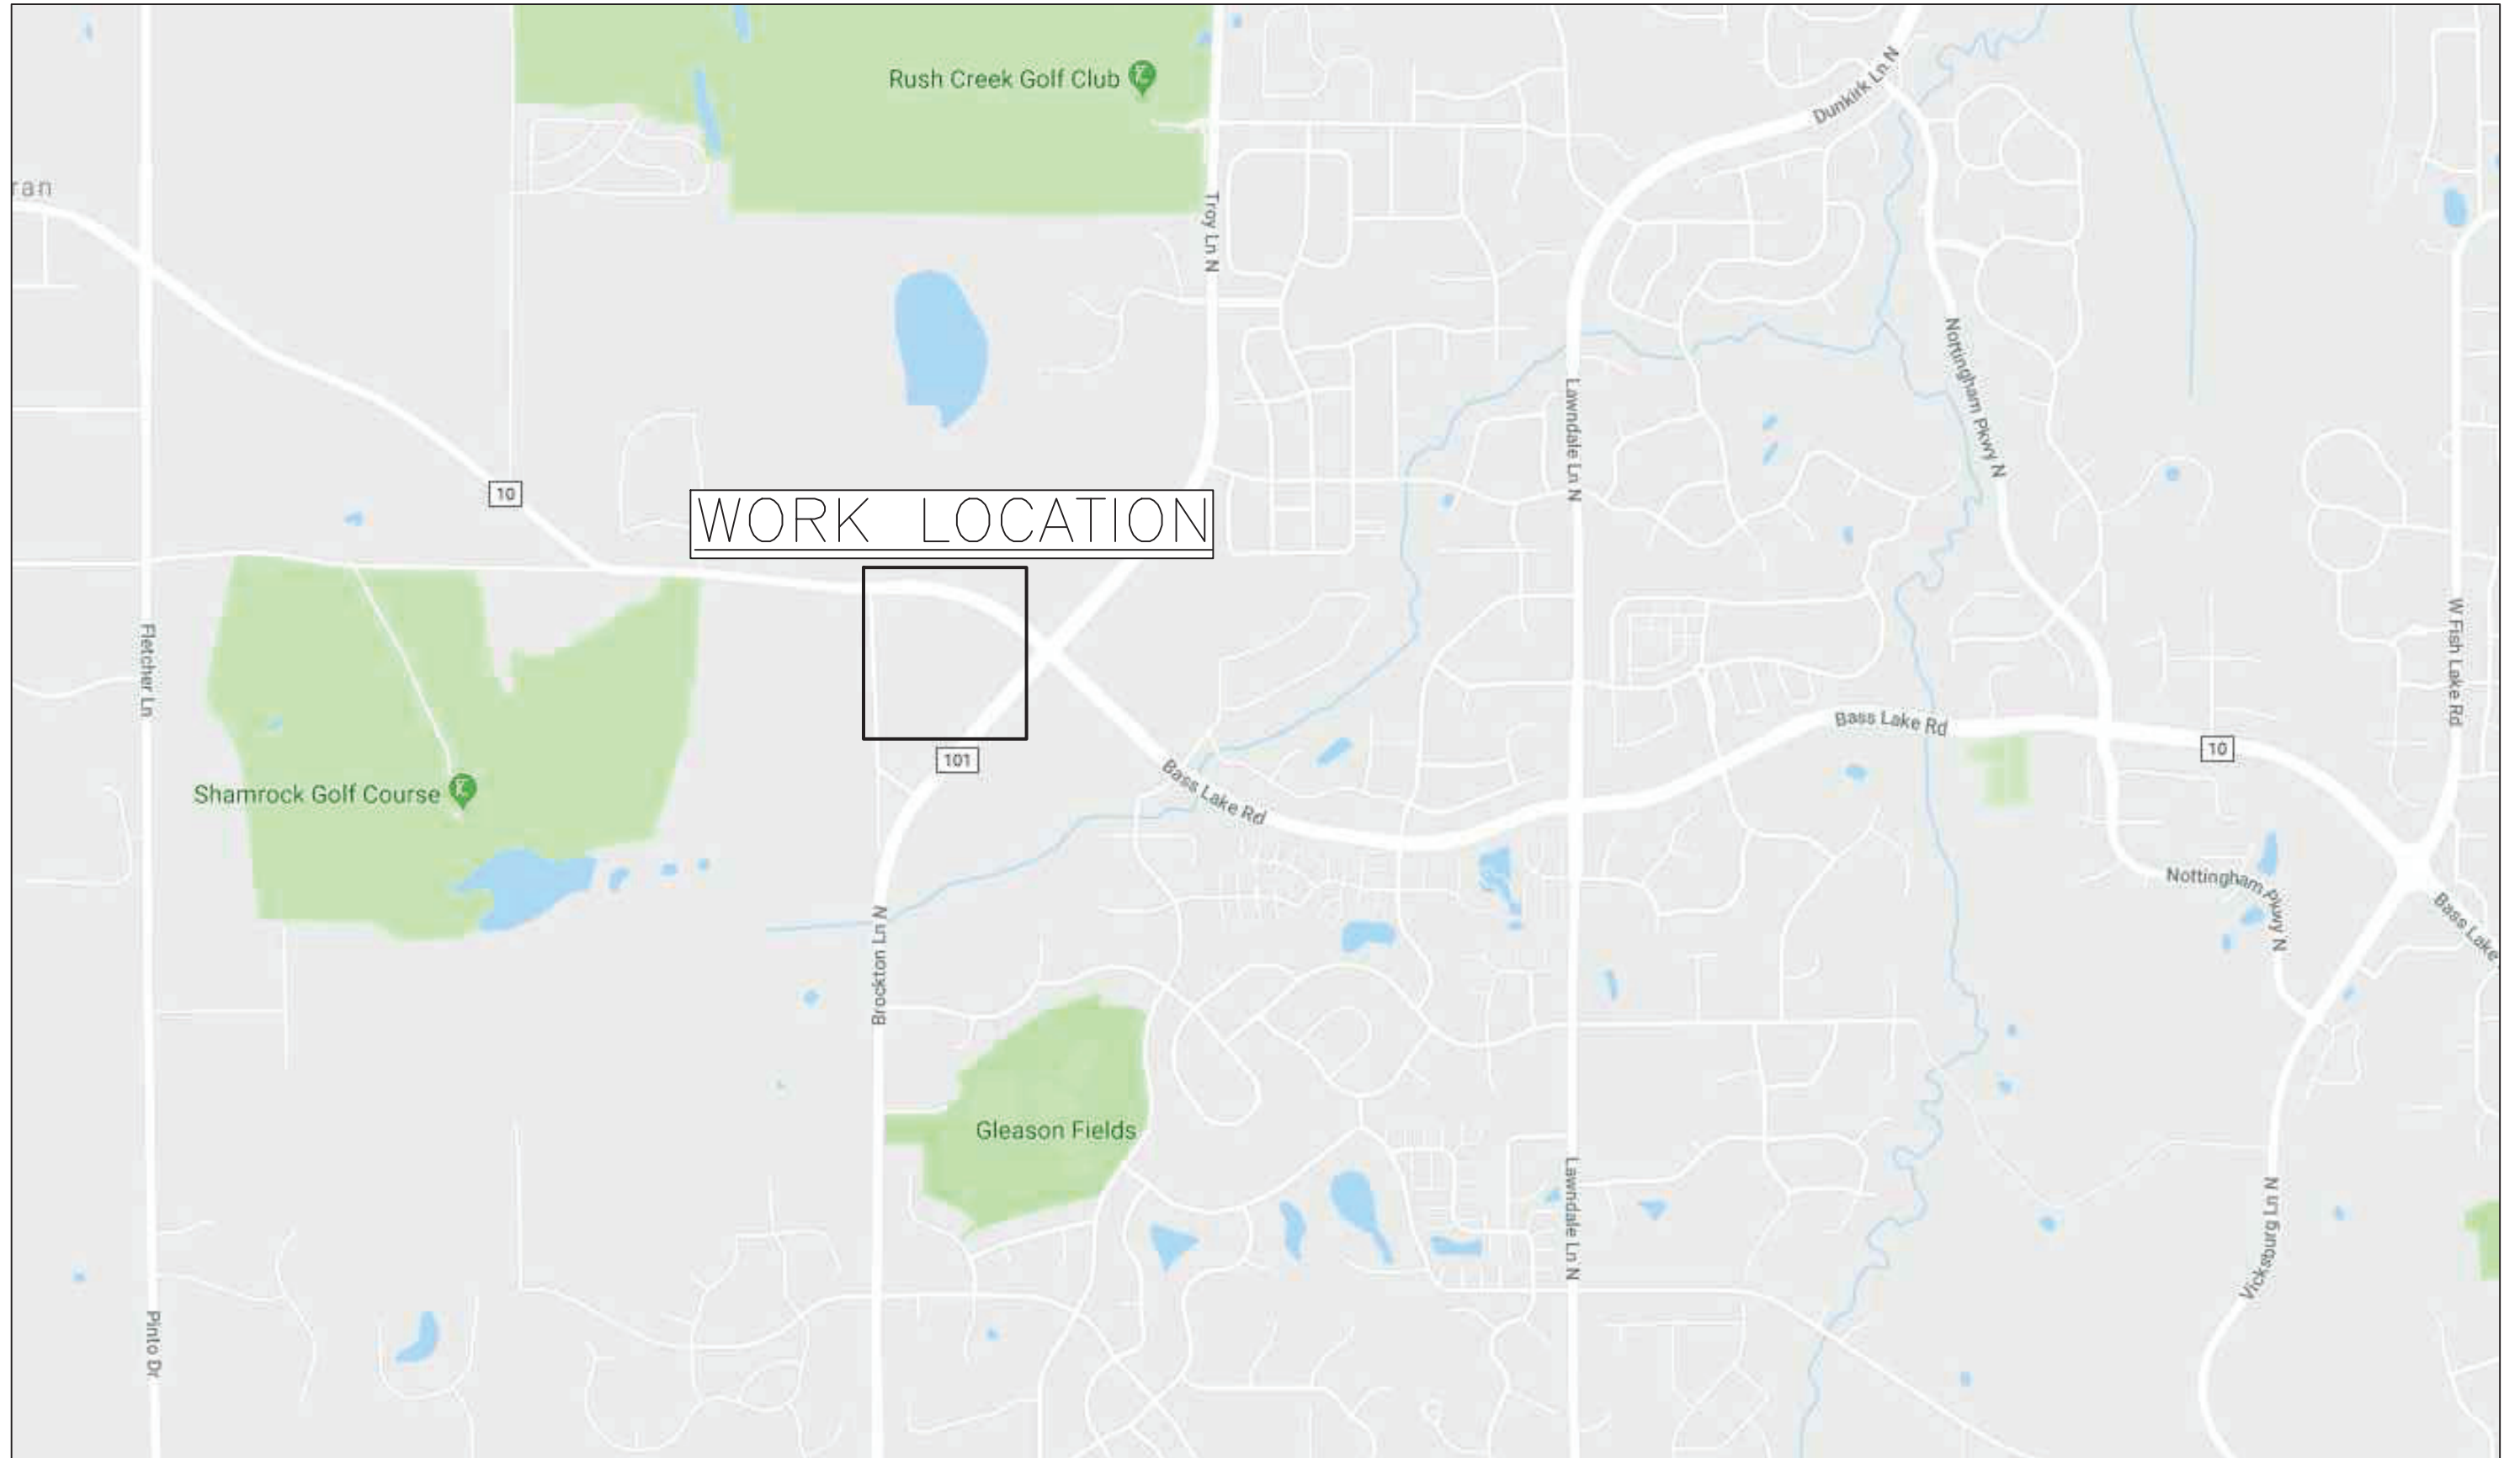 Rush Creek Golf Club
Dunkirk Ln N
ran
Troy Ln N
Nottingham Pkwy N
Lawndale Ln N
10
WORK LOCATION
Fletcher Ln
W Fish Lake Rd
Bass Lake Rd
10
101
Bass Lake Rd
Shamrock Golf Course
Nottingham Pkwy N
Bass Lake
Brockton Ln N
Gleason Fields
Lawndale Ln N
Vicksburg Ln N
Pinto Dr